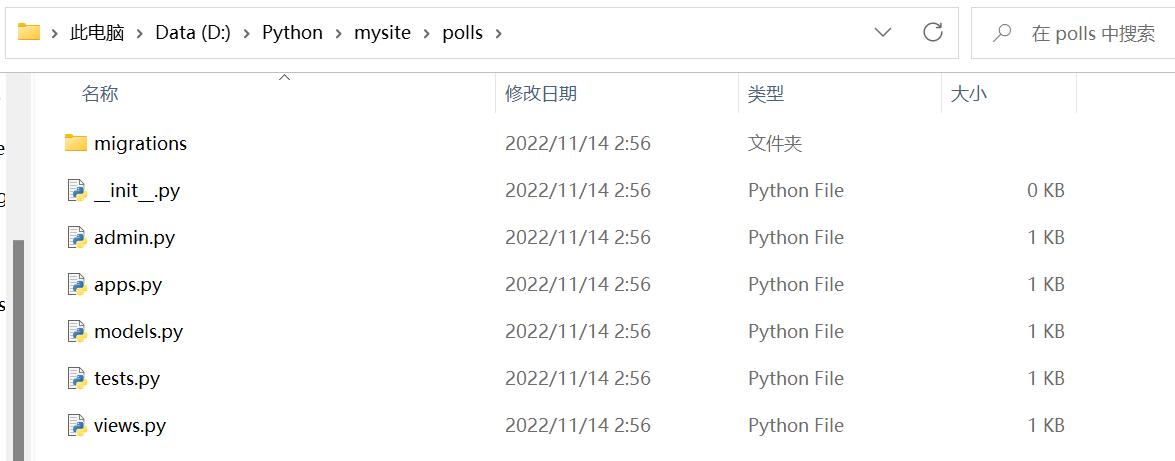 此电脑 > Data (D:) > Python > mysite > polls >
在 polls 中搜索
名称 修改日期 类型 大小
migrations 2022/11/14 2:56 文件夹
__init__.py 2022/11/14 2:56 Python File 0 KB
admin.py 2022/11/14 2:56 Python File 1 KB
apps.py 2022/11/14 2:56 Python File 1 KB
models.py 2022/11/14 2:56 Python File 1 KB
tests.py 2022/11/14 2:56 Python File 1 KB
views.py 2022/11/14 2:56 Python File 1 KB